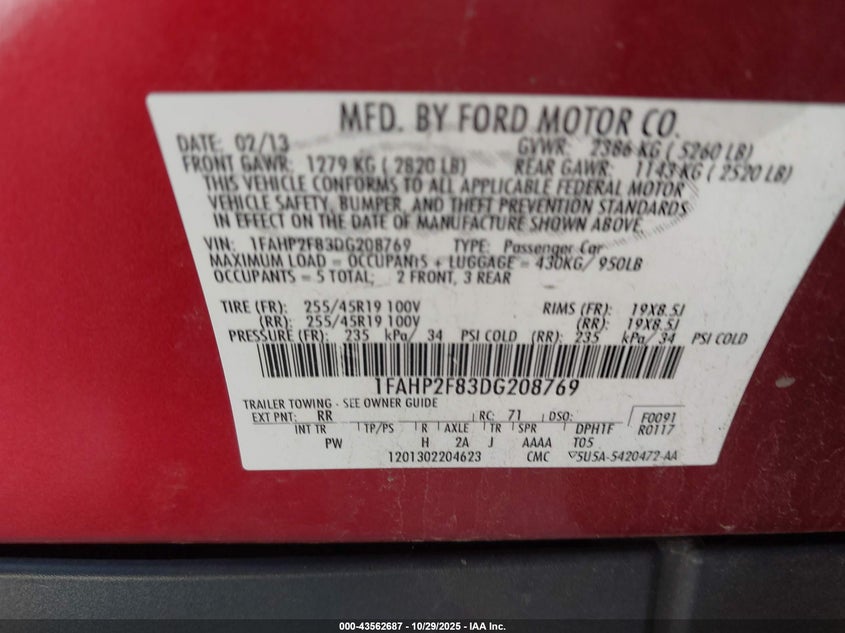 MFD. BY FORD MOTOR CO.
DATE: 02/13 GVWR: 2386 KG ( 5260 LB)
FRONT GAWR: 1279 KG ( 2820 LB) REAR GAWR: 1143 KG ( 2520 LB)
THIS VEHICLE CONFORMS TO ALL APPLICABLE FEDERAL MOTOR
VEHICLE SAFETY, BUMPER, AND THEFT PREVENTION STANDARDS
IN EFFECT ON THE DATE OF MANUFACTURE SHOWN ABOVE.
VIN: 1FAHP2F83DG208769 TYPE: Passenger Car
MAXIMUM LOAD = OCCUPANTS + LUGGAGE = 430KG/ 950LB
OCCUPANTS = 5 TOTAL; 2 FRONT, 3 REAR
TIRE (FR): 255/45R19 100V RIMS (FR): 19X8.5J
(RR): 255/45R19 100V (RR): 19X8.5J
PRESSURE (FR): 235 kPa/ 34 PSI COLD (RR): 235 kPa/ 34 PSI COLD
1FAHP2F83DG208769
TRAILER TOWING - SEE OWNER GUIDE
EXT PNT: RR RC: 71 DSO: F0091
INT TR TP/PS R AXLE TR SPR DPH1F R0117
PW H 2A J AAAA T05
1201302204623 CMC ▽5U5A-5420472-AA
000-43562687 - 10/29/2025 - IAA Inc.